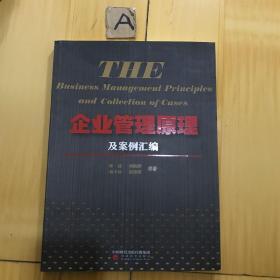 A
THE
Business Management Principles
and Collection of Cases
企业管理原理
及案例汇编